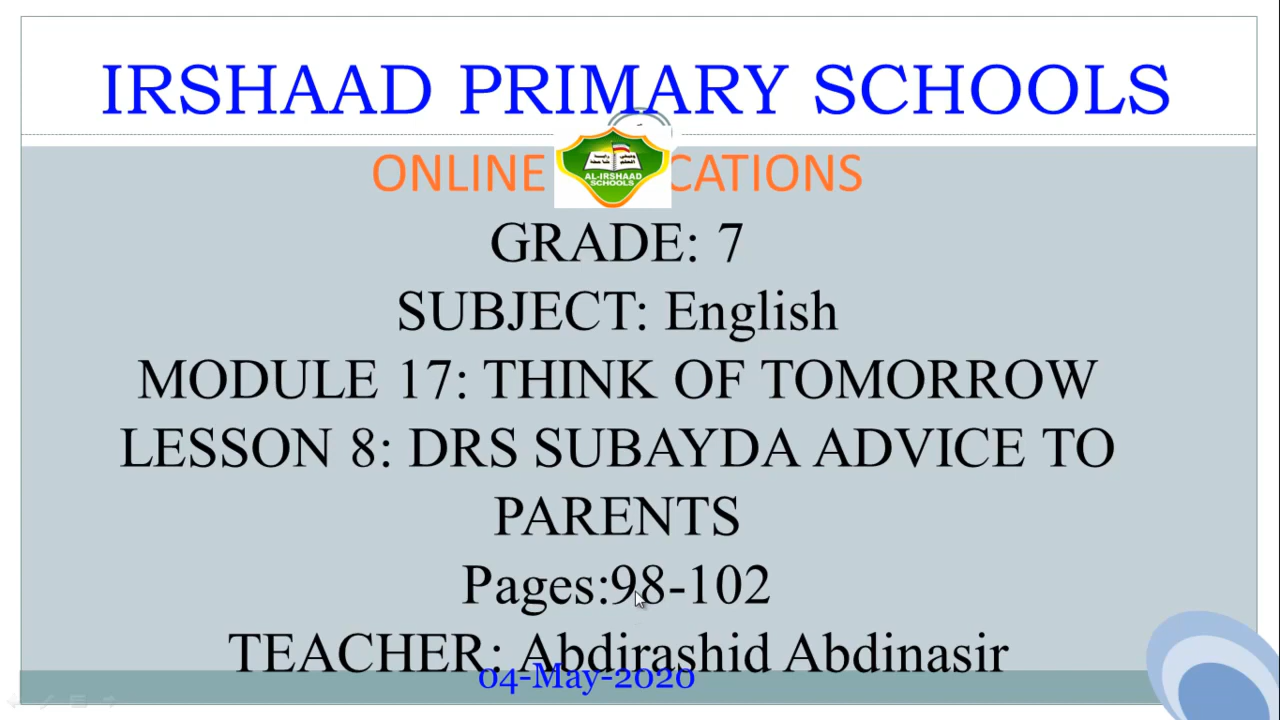 IRSHAAD PRIMARY SCHOOLS
ONLINE CATIONS
AL-IRSHAAD
SCHOOLS
GRADE: 7
SUBJECT: English
MODULE 17: THINK OF TOMORROW
LESSON 8: DRS SUBAYDA ADVICE TO
PARENTS
Pages:98-102
TEACHER: Abdirashid Abdinasir
04-May-2020